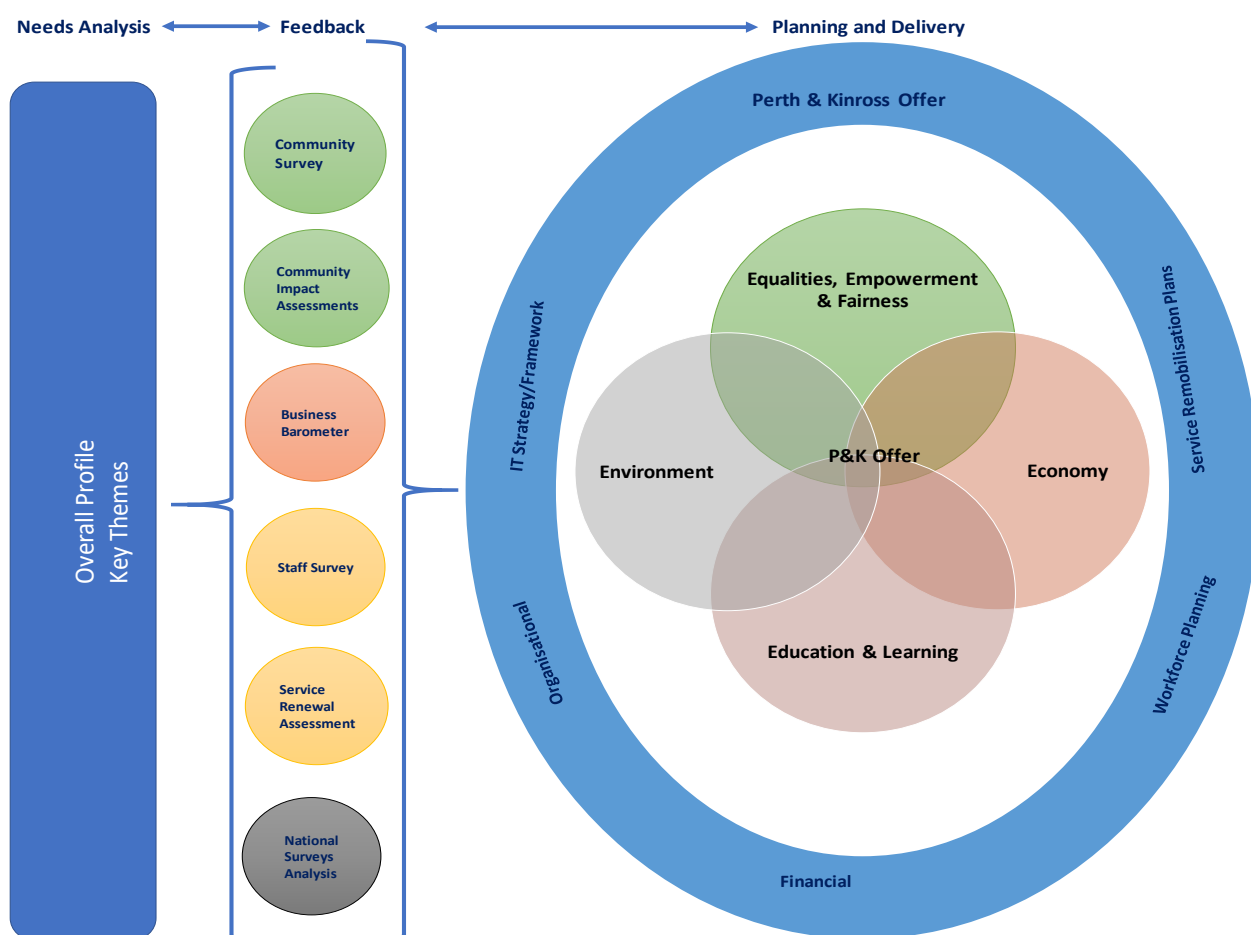 Needs Analysis
Feedback
Planning and Delivery
Overall Profile
Key Themes
Community
Survey
Community
Impact
Assessments
Business
Barometer
Staff Survey
Service
Renewal
Assessment
National
Surveys
Analysis
Perth & Kinross Offer
IT Strategy/Framework
Service Remobilisation Plans
Organisational
Workforce Planning
Financial
Equalities, Empowerment
& Fairness
Environment
P&K Offer
Economy
Education & Learning